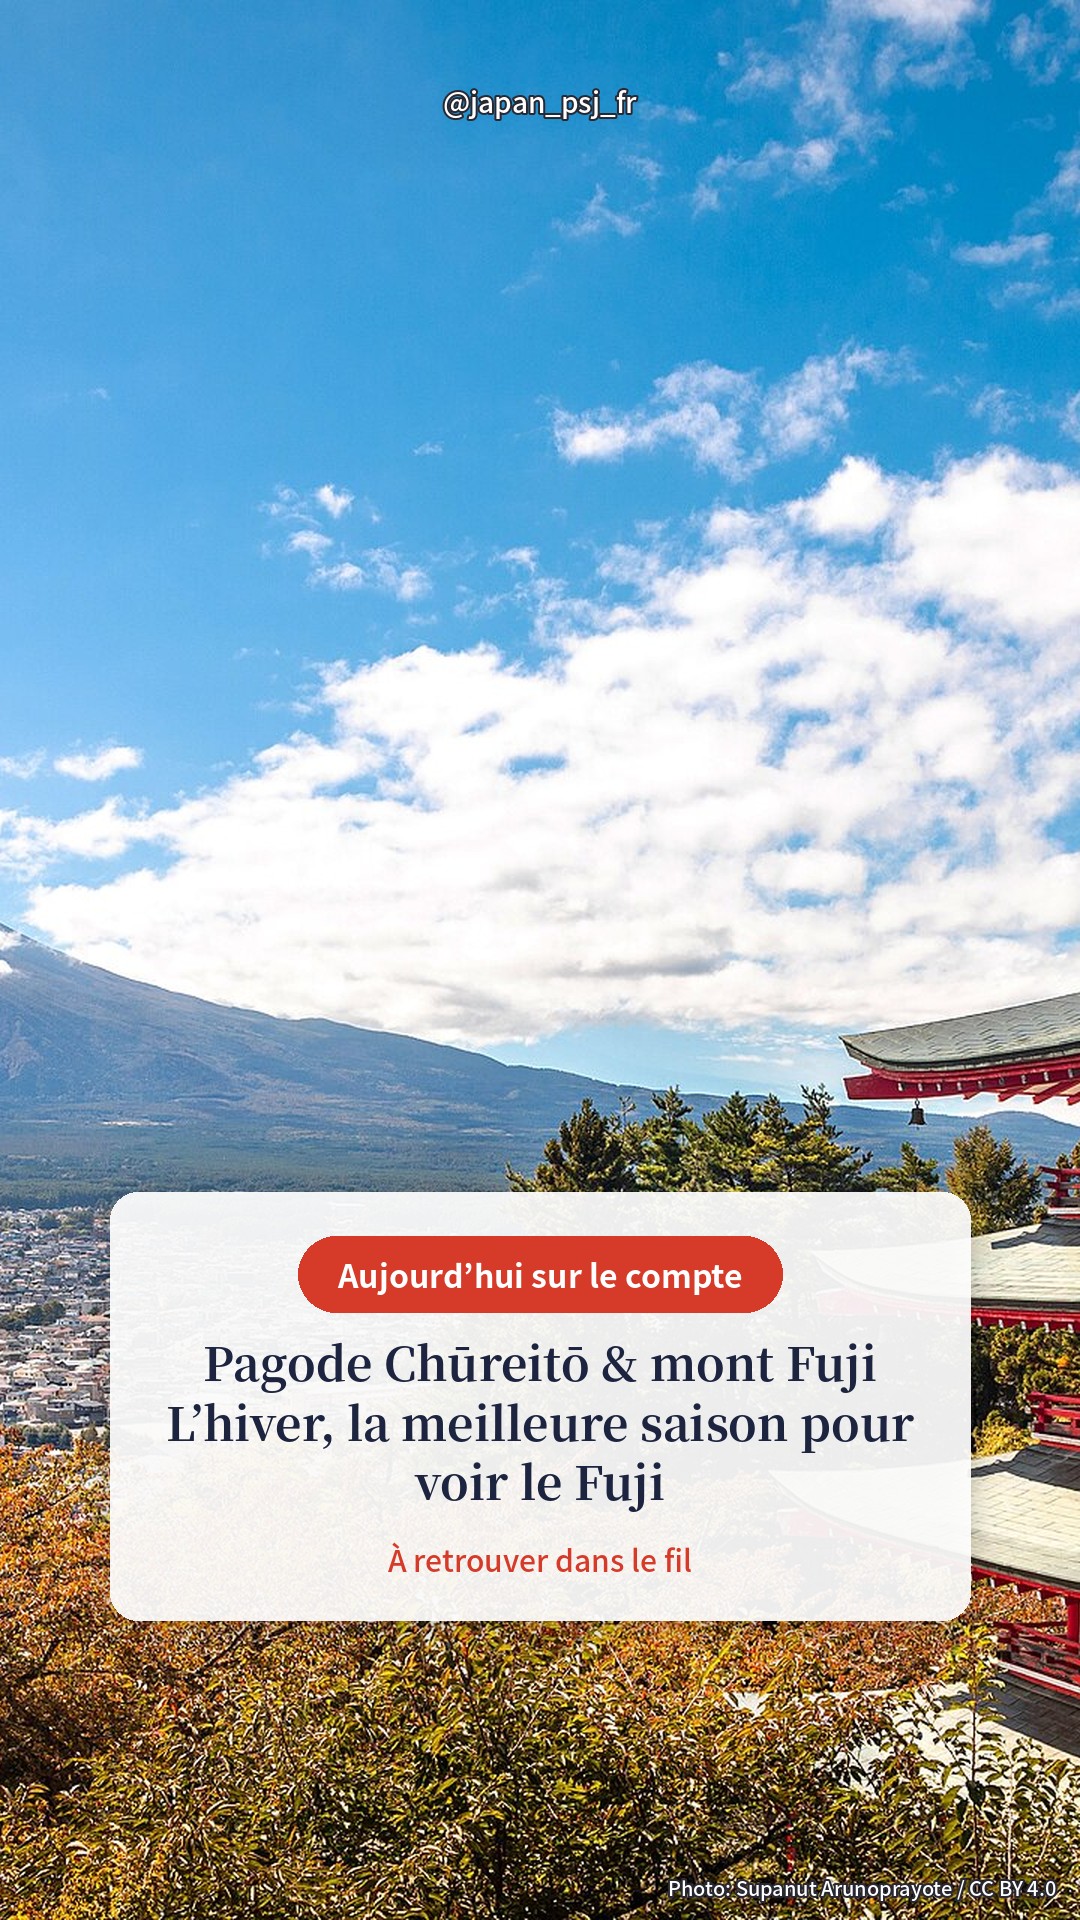 @japan_psj_fr
Aujourd’hui sur le compte
Pagode Chūreitō & mont Fuji
L’hiver, la meilleure saison pour
voir le Fuji
À retrouver dans le fil
Photo: Supanut Arunoprayote / CC BY 4.0